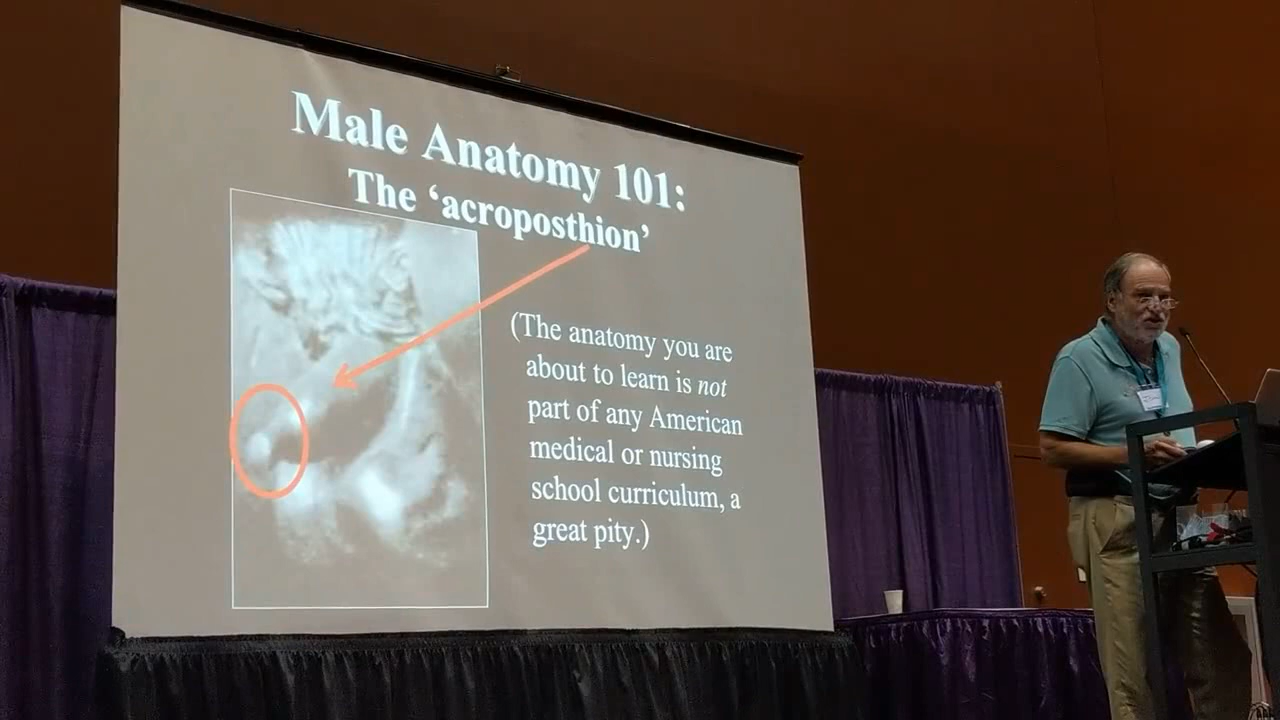 Male Anatomy 101:
The ‘acroposthion’
(The anatomy you are
about to learn is not
part of any American
medical or nursing
school curriculum, a
great pity.)